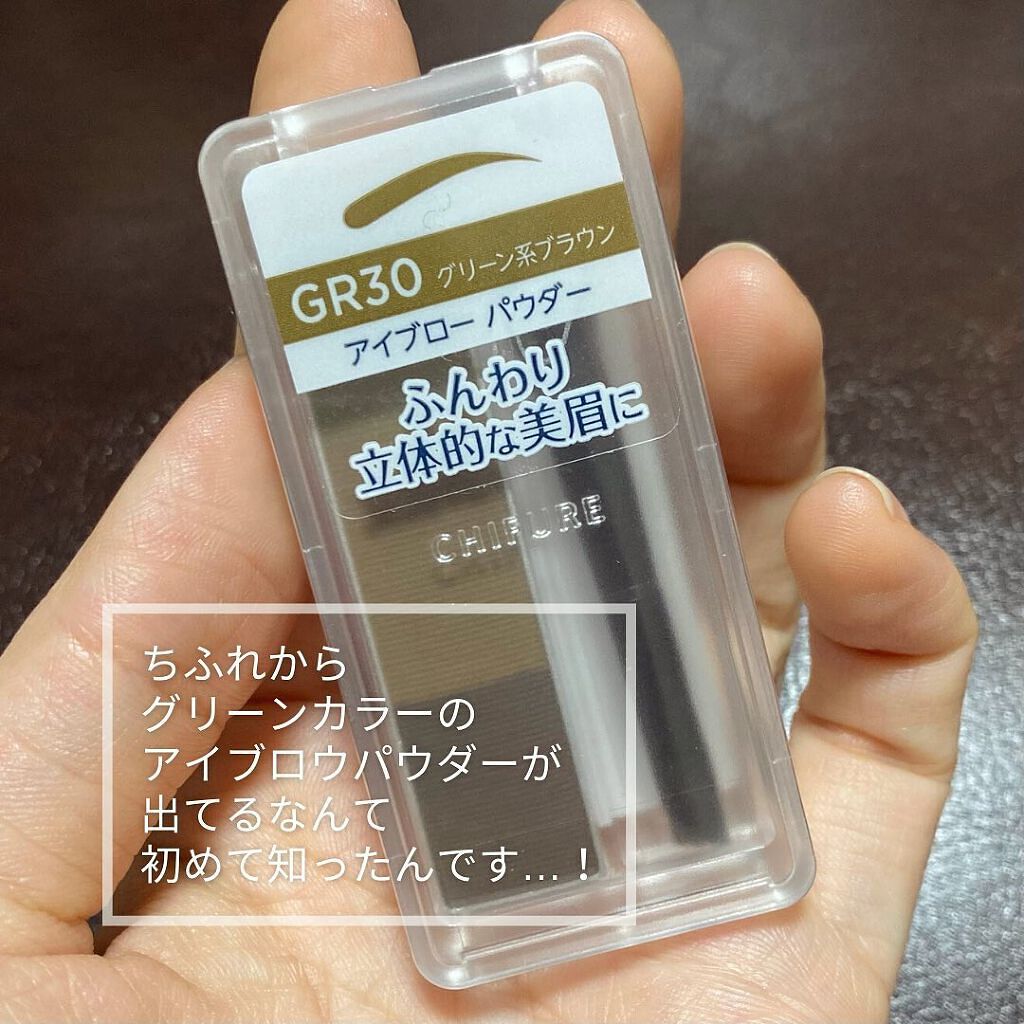 GR30 グリーン系ブラウン
アイブロー パウダー
ふんわり
立体的な美眉に
CHIFURE
ちふれから
グリーンカラーの
アイブロウパウダーが
出てるなんて
初めて知ったんです...！